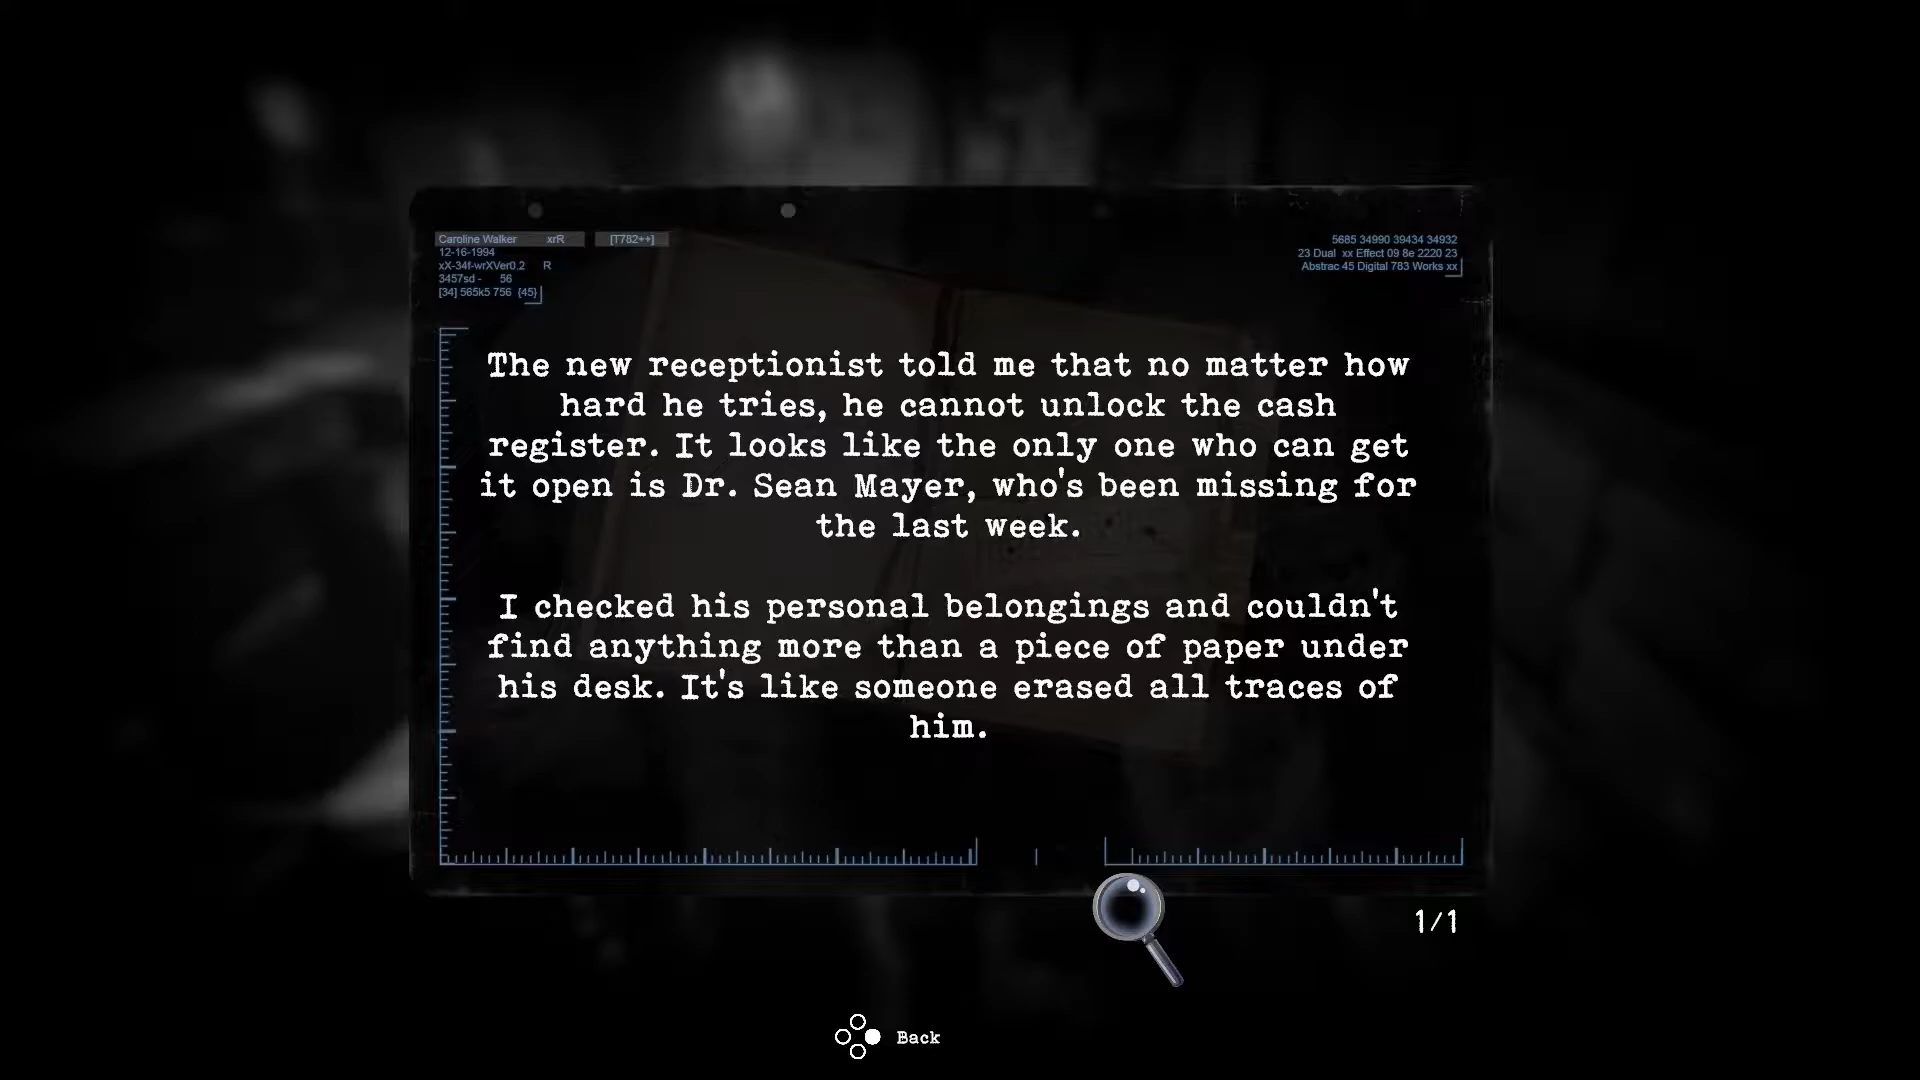 Caroline Walker xrR [T782++]
12-16-1994
xX-34f-wrXVer0.2 R
3457sd - 56
[34] 565k5 756 {45}
5685 34990 39434 34932
23 Dual xx Effect 09 8e 2220 23
Abstrac 45 Digital 783 Works xx
The new receptionist told me that no matter how
hard he tries, he cannot unlock the cash
register. It looks like the only one who can get
it open is Dr. Sean Mayer, who's been missing for
the last week.
I checked his personal belongings and couldn't
find anything more than a piece of paper under
his desk. It's like someone erased all traces of
him.
1/1
Back